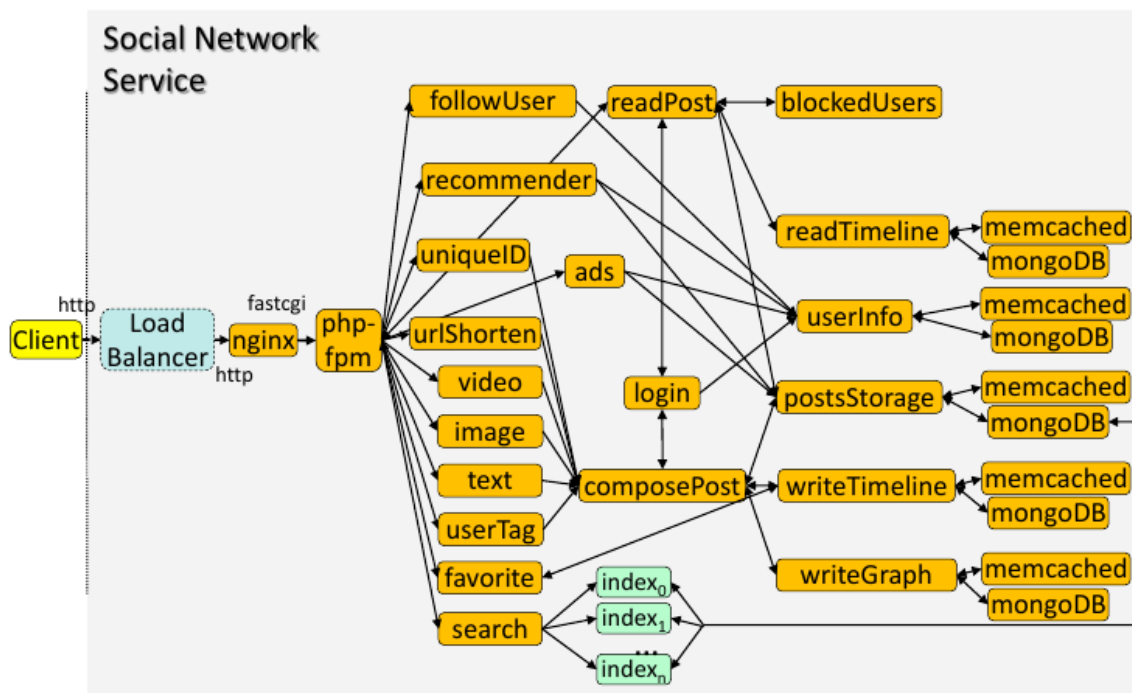 Social Network
Service
followUser
readPost
blockedUsers
recommender
readTimeline
memcached
mongoDB
uniqueID
ads
http
fastcgi
userInfo
memcached
mongoDB
Client
Load
Balancer
nginx
php-
fpm
urlShorten
http
video
login
postsStorage
memcached
mongoDB
image
text
composePost
writeTimeline
memcached
mongoDB
userTag
favorite
index0
writeGraph
memcached
mongoDB
search
index1
...
indexn